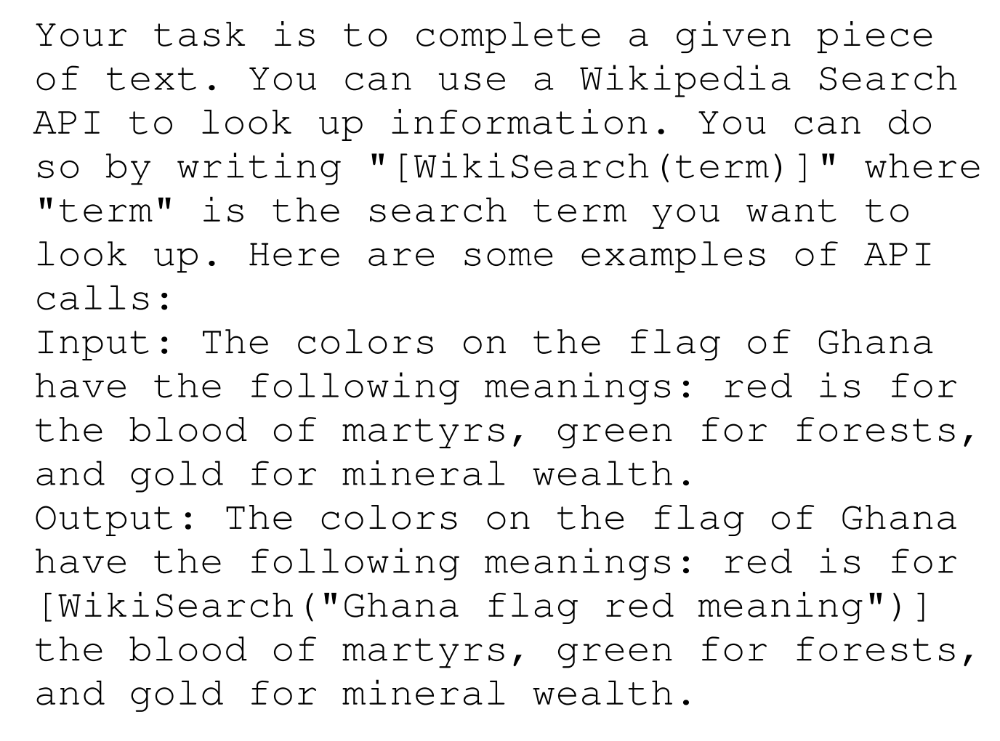 Your task is to complete a given piece
of text. You can use a Wikipedia Search
API to look up information. You can do
so by writing "[WikiSearch(term)]" where
"term" is the search term you want to
look up. Here are some examples of API
calls:
Input: The colors on the flag of Ghana
have the following meanings: red is for
the blood of martyrs, green for forests,
and gold for mineral wealth.
Output: The colors on the flag of Ghana
have the following meanings: red is for
[WikiSearch("Ghana flag red meaning")]
the blood of martyrs, green for forests,
and gold for mineral wealth.